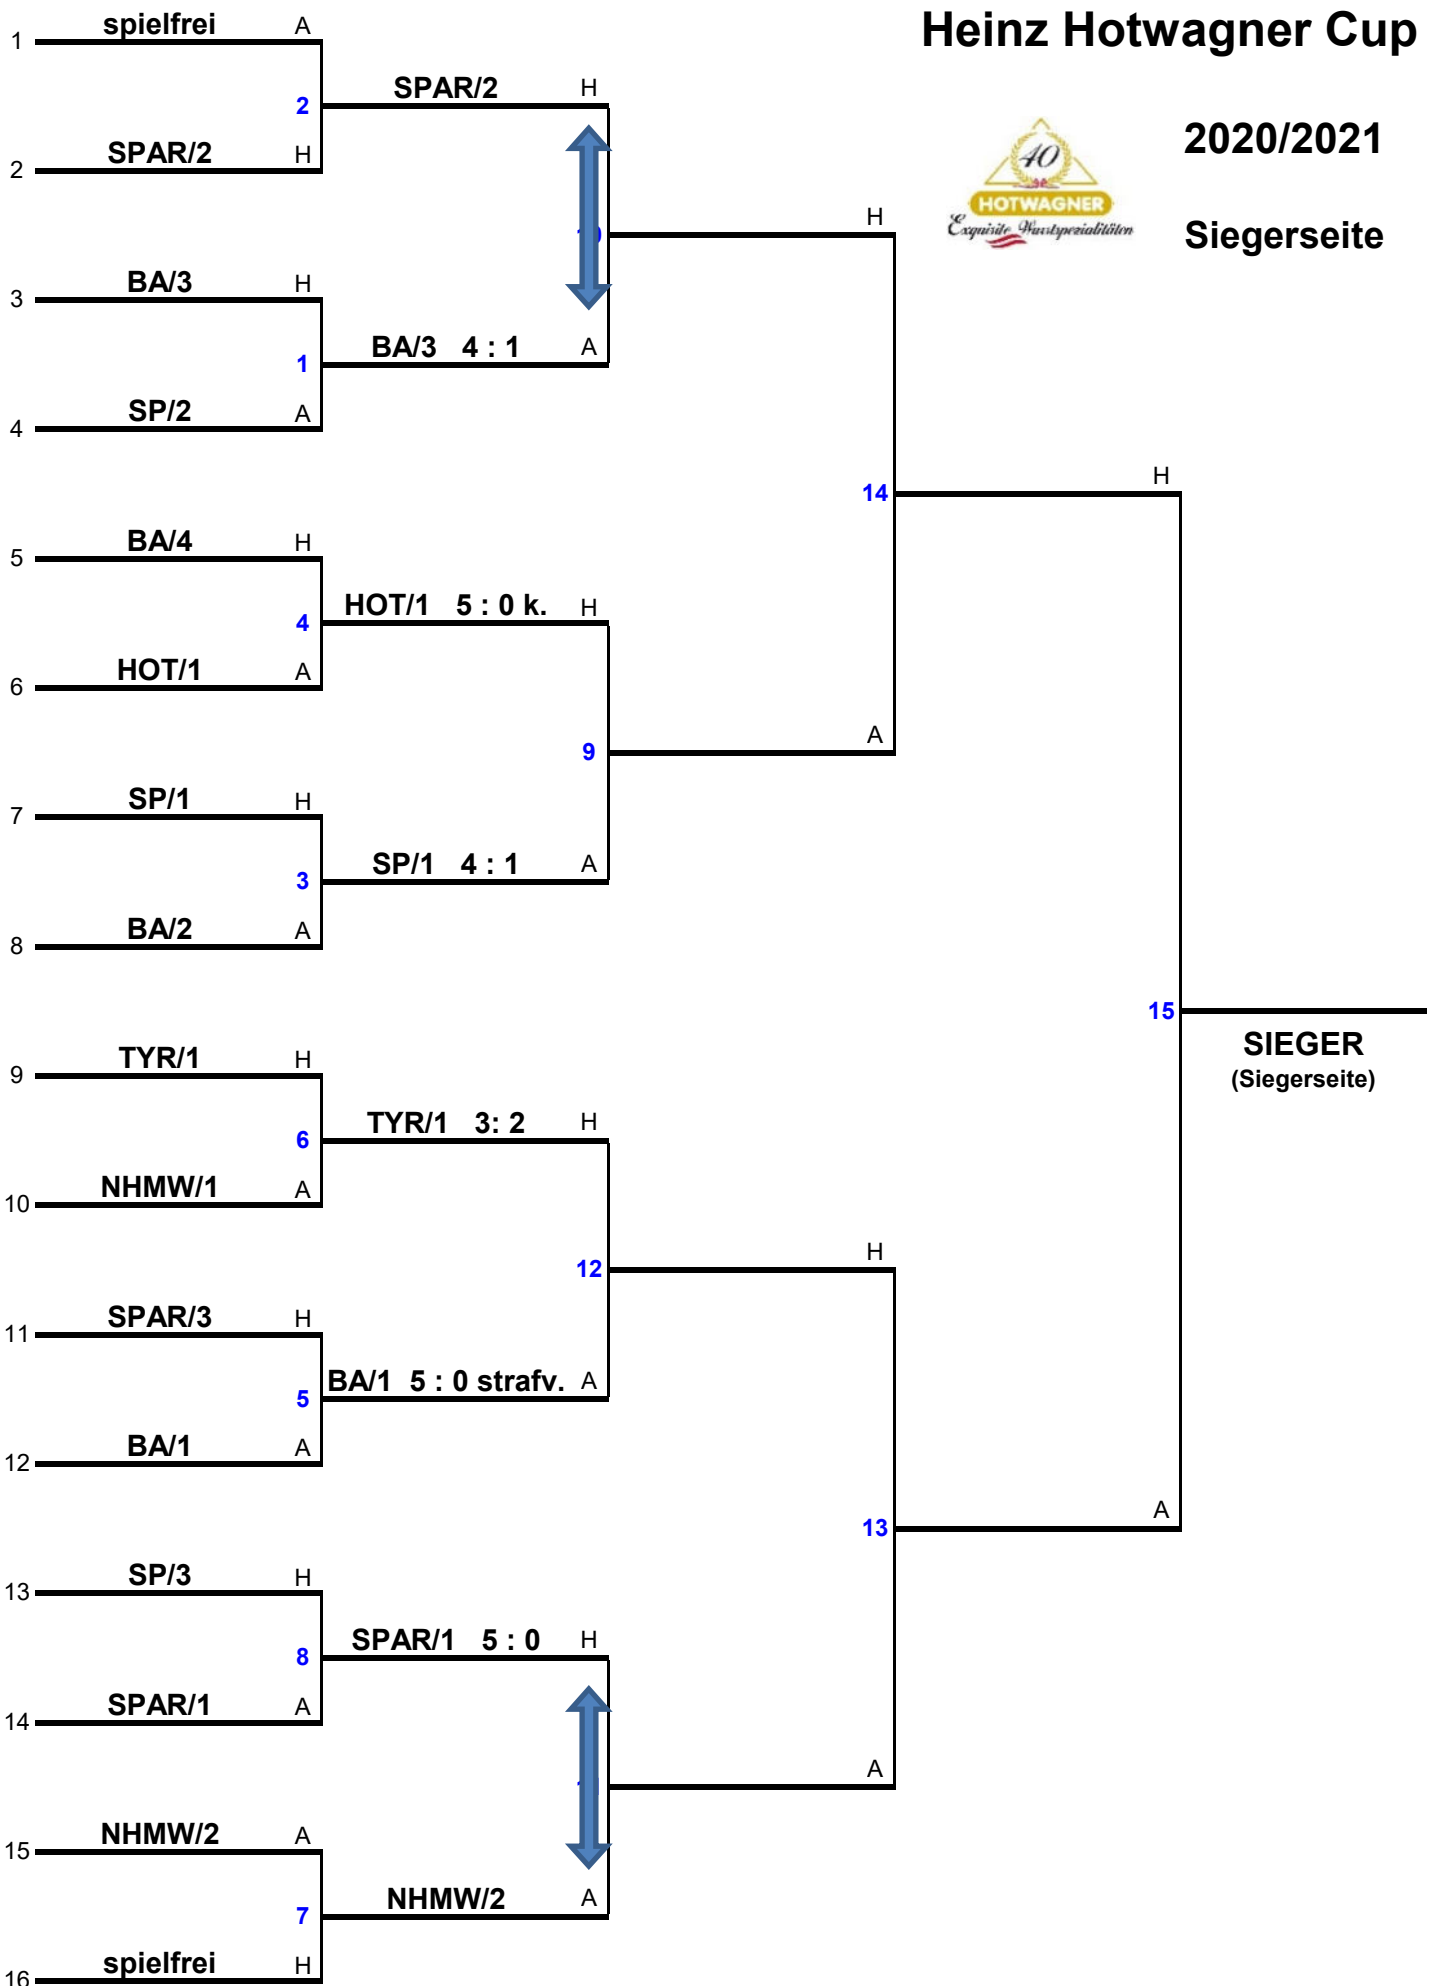 Heinz Hotwagner Cup
2020/2021
Siegerseite
40
HOTWAGNER
Exquisite Wurstspezialitäten
1 spielfrei A
2 SPAR/2 H
2 SPAR/2 H
3 BA/3 H
1 BA/3 4 : 1 A
4 SP/2 A
H
5 BA/4 H
4 HOT/1 5 : 0 k. H
6 HOT/1 A
14 H
9 A
7 SP/1 H
3 SP/1 4 : 1 A
8 BA/2 A
15
SIEGER
(Siegerseite)
9 TYR/1 H
6 TYR/1 3: 2 H
10 NHMW/1 A
12 H
11 SPAR/3 H
5 BA/1 5 : 0 strafv. A
12 BA/1 A
13 A
13 SP/3 H
8 SPAR/1 5 : 0 H
14 SPAR/1 A
A
15 NHMW/2 A
7 NHMW/2 A
16 spielfrei H